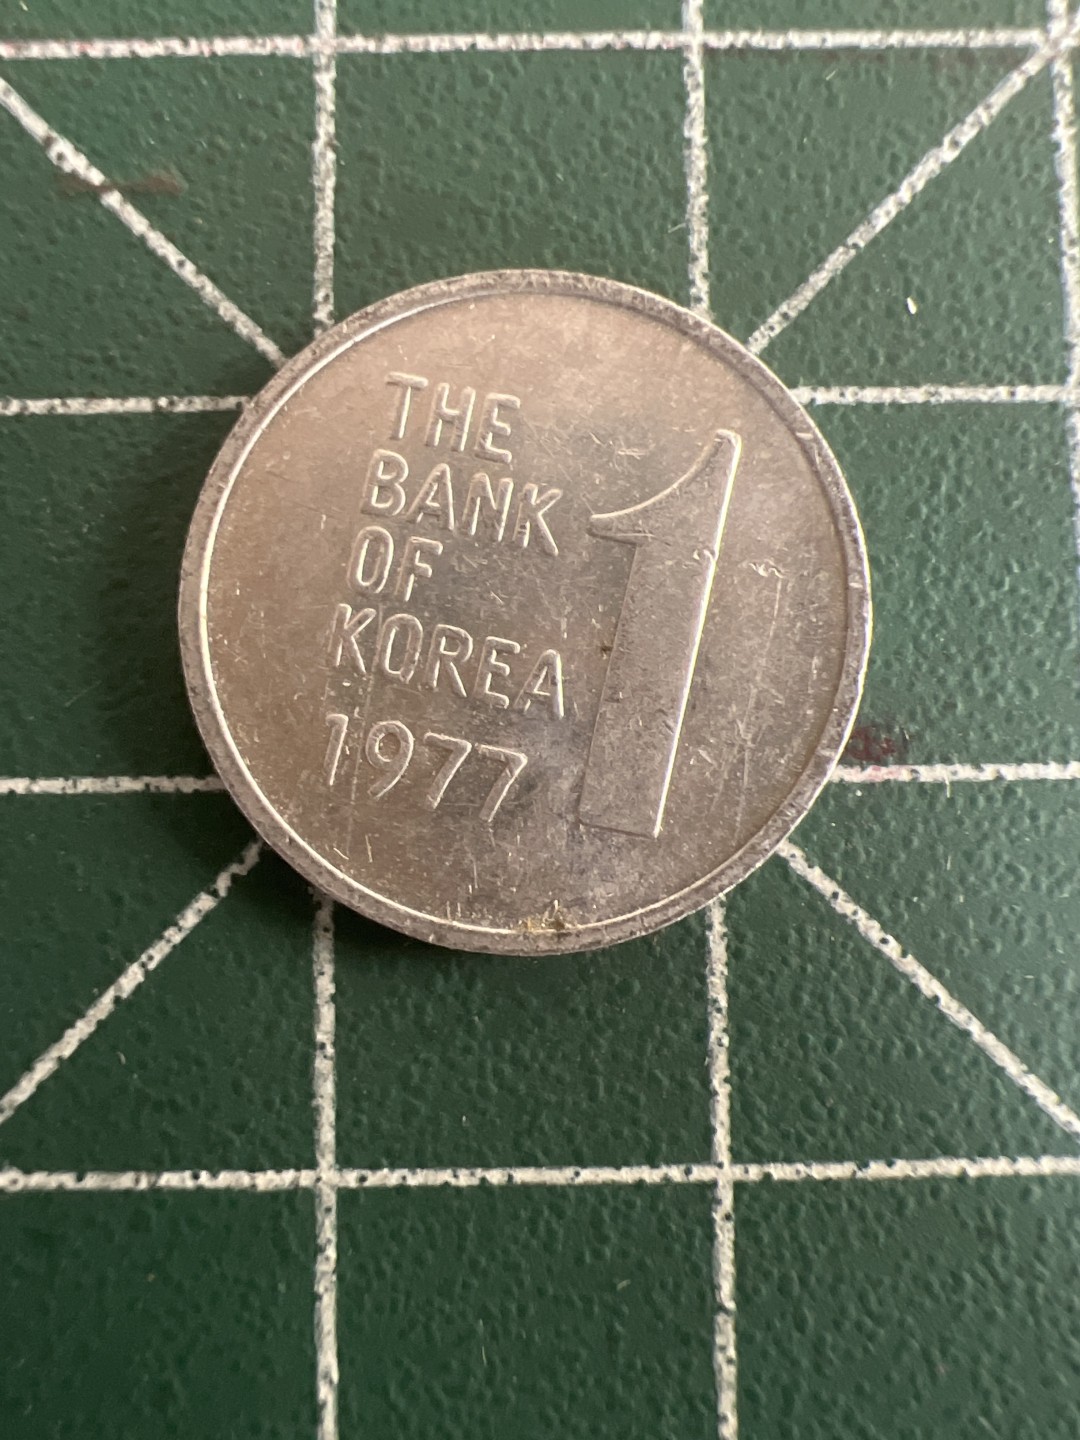 THE
BANK
OF
KOREA
1977
1